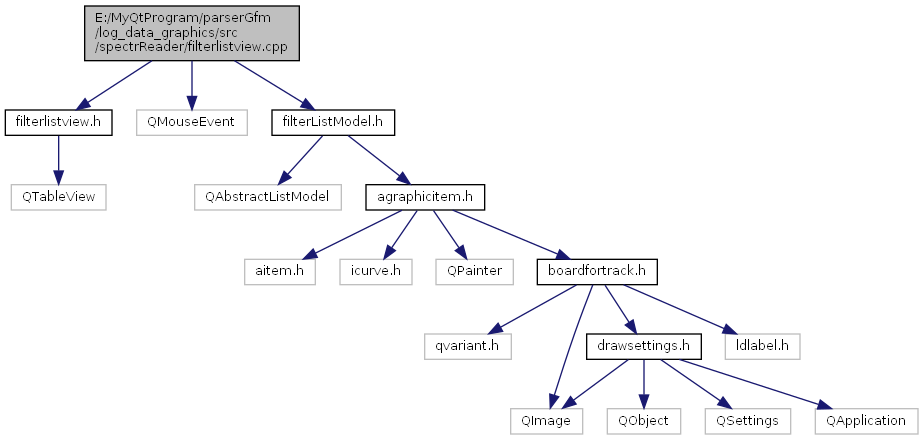 E:/MyQtProgram/parserGfm
/log_data_graphics/src
/spectrReader/filterlistview.cpp
filterlistview.h
QMouseEvent
filterListModel.h
QTableView
QAbstractListModel
agraphicitem.h
aitem.h
icurve.h
QPainter
boardfortrack.h
qvariant.h
drawsettings.h
ldlabel.h
QImage
QObject
QSettings
QApplication